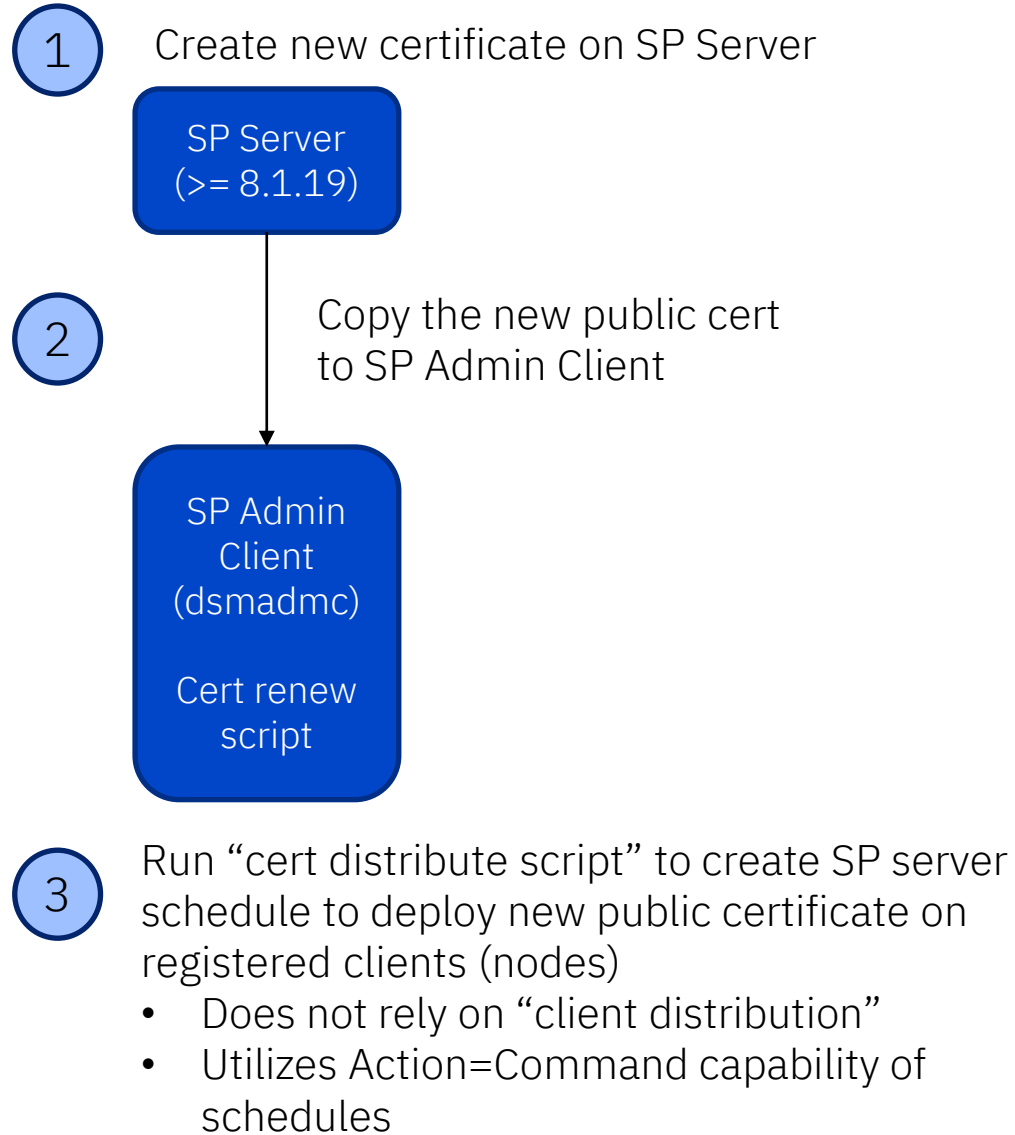 1
Create new certificate on SP Server
SP Server
(>= 8.1.19)
2
Copy the new public cert
to SP Admin Client
SP Admin
Client
(dsmadmc)
Cert renew
script
3
Run “cert distribute script” to create SP server
schedule to deploy new public certificate on
registered clients (nodes)
• Does not rely on “client distribution”
• Utilizes Action=Command capability of
schedules